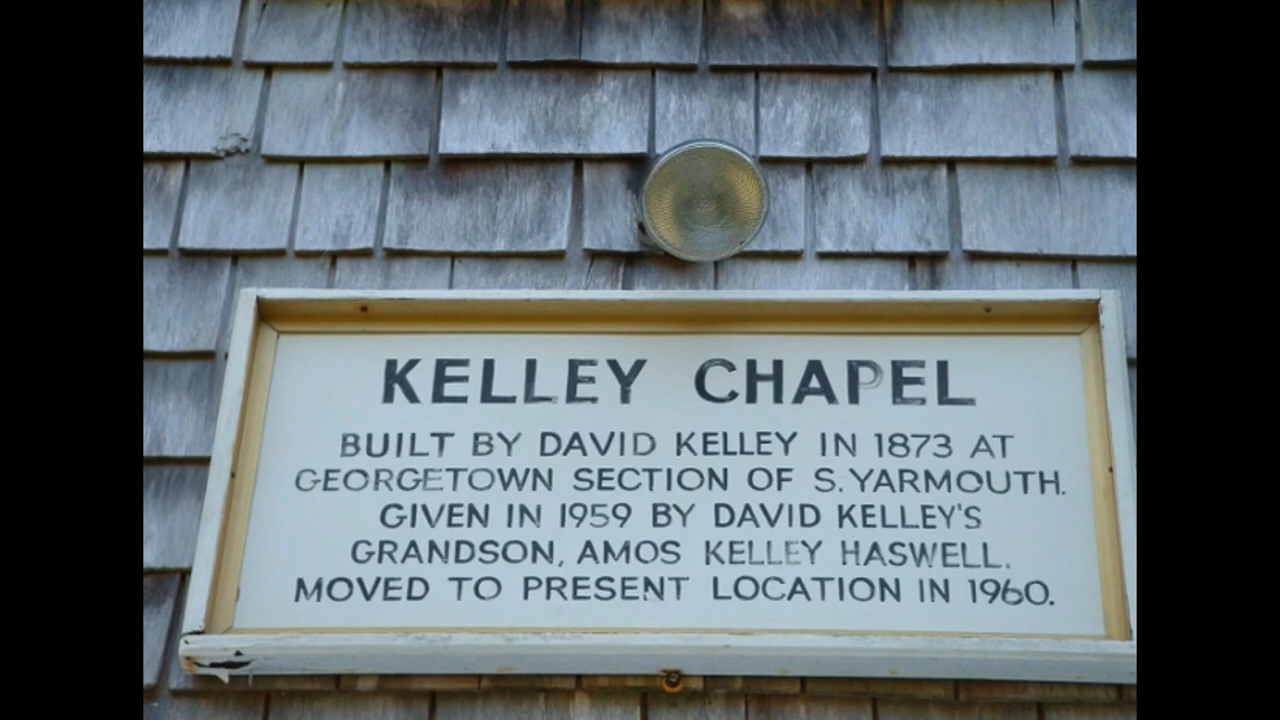 KELLEY CHAPEL
BUILT BY DAVID KELLEY IN 1873 AT
GEORGETOWN SECTION OF S. YARMOUTH.
GIVEN IN 1959 BY DAVID KELLEY'S
GRANDSON, AMOS KELLEY HASWELL.
MOVED TO PRESENT LOCATION IN 1960.